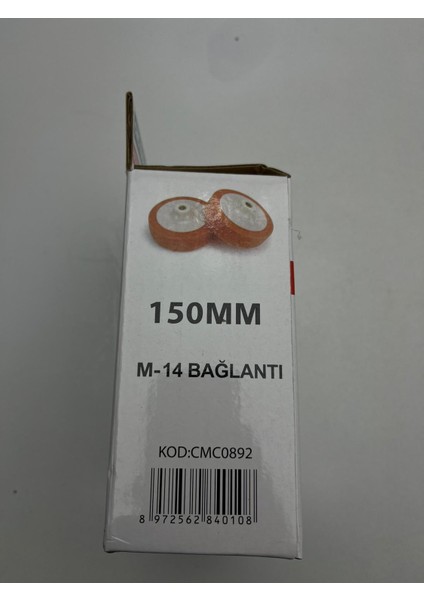 150MM
M-14 BAĞLANTI
KOD:CMC0892
8 972562 840108